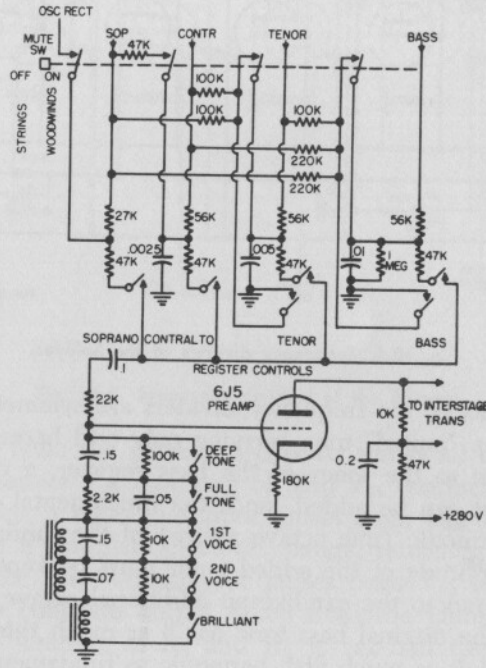 OSC RECT
MUTE SW
OFF ON
STRINGS
WOODWINDS
SOP
CONTR
TENOR
BASS
47K
100K
100K
100K
220K
220K
27K
56K
56K
56K
47K
.0025
47K
.005
47K
.01
1 MEG
47K
SOPRANO CONTRALTO
TENOR
BASS
REGISTER CONTROLS
.1
6J5
PREAMP
22K
.15
100K
DEEP TONE
180K
10K
TO INTERSTAGE TRANS
0.2
47K
+280V
2.2K
.05
FULL TONE
.15
10K
1ST VOICE
.07
10K
2ND VOICE
BRILLIANT